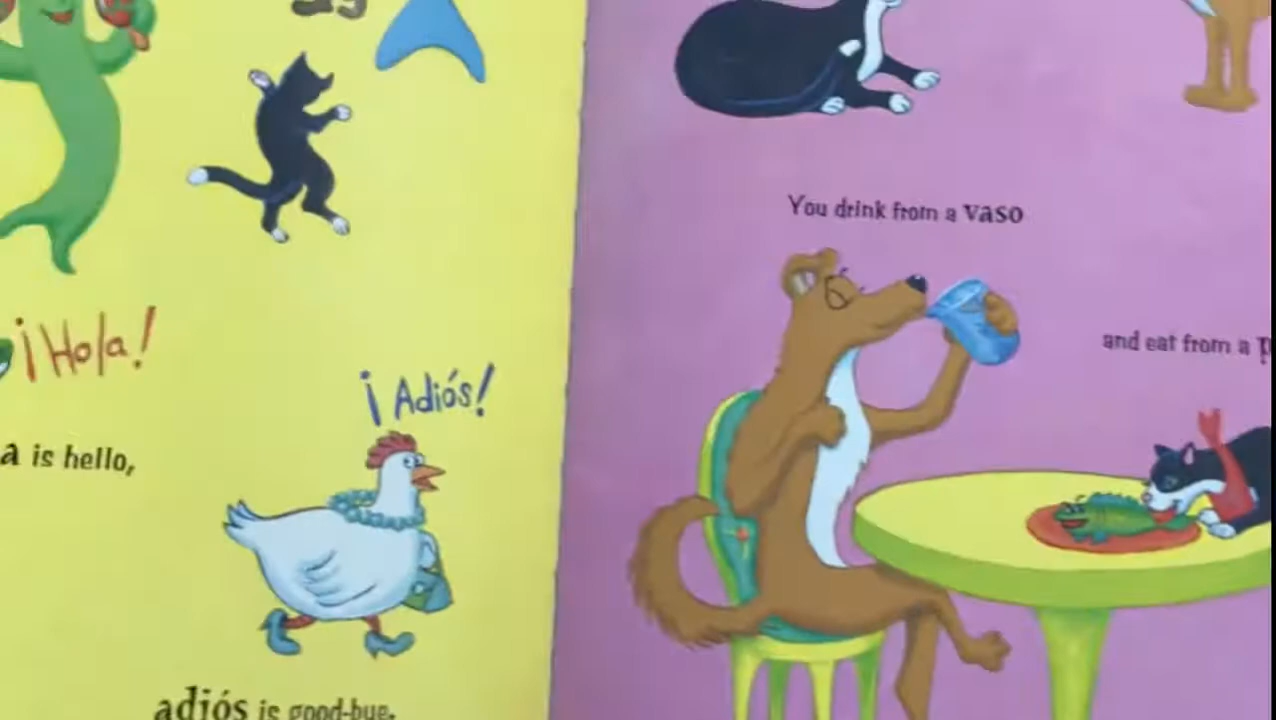 ¡Hola!
is hello,
¡Adiós!
adiós is good-bye.
You drink from a vaso
and eat from a